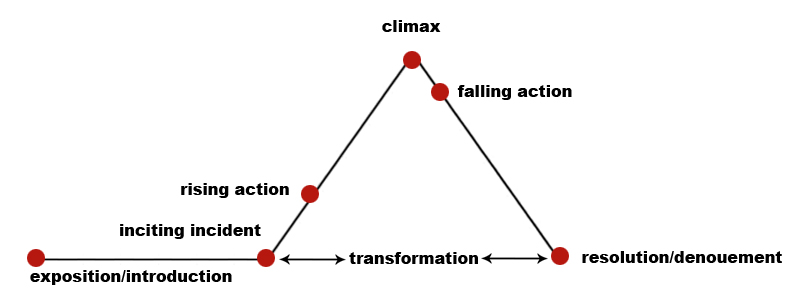 climax
falling action
rising action
inciting incident
transformation
resolution/denouement
exposition/introduction